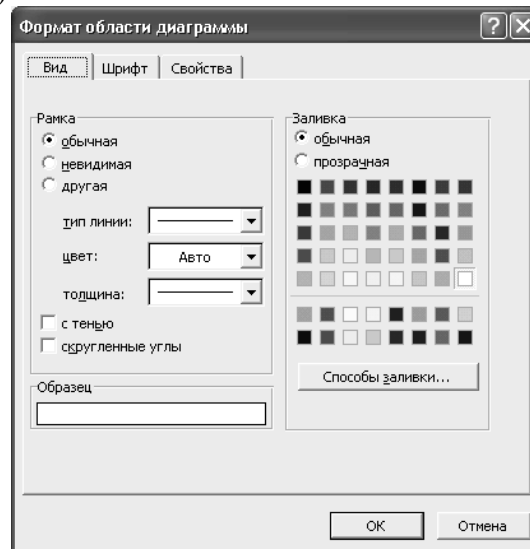 Формат области диаграммы
Вид Шрифт Свойства
Рамка
обычная
невидимая
другая
тип линии:
цвет: Авто
толщина:
с тенью
скругленные углы
Образец
Заливка
обычная
прозрачная
Способы заливки...
ОК Отмена